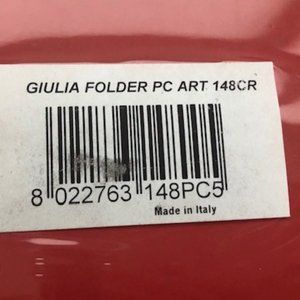 GIULIA FOLDER PC ART 148CR
8 022763 148PC5
Made in Italy